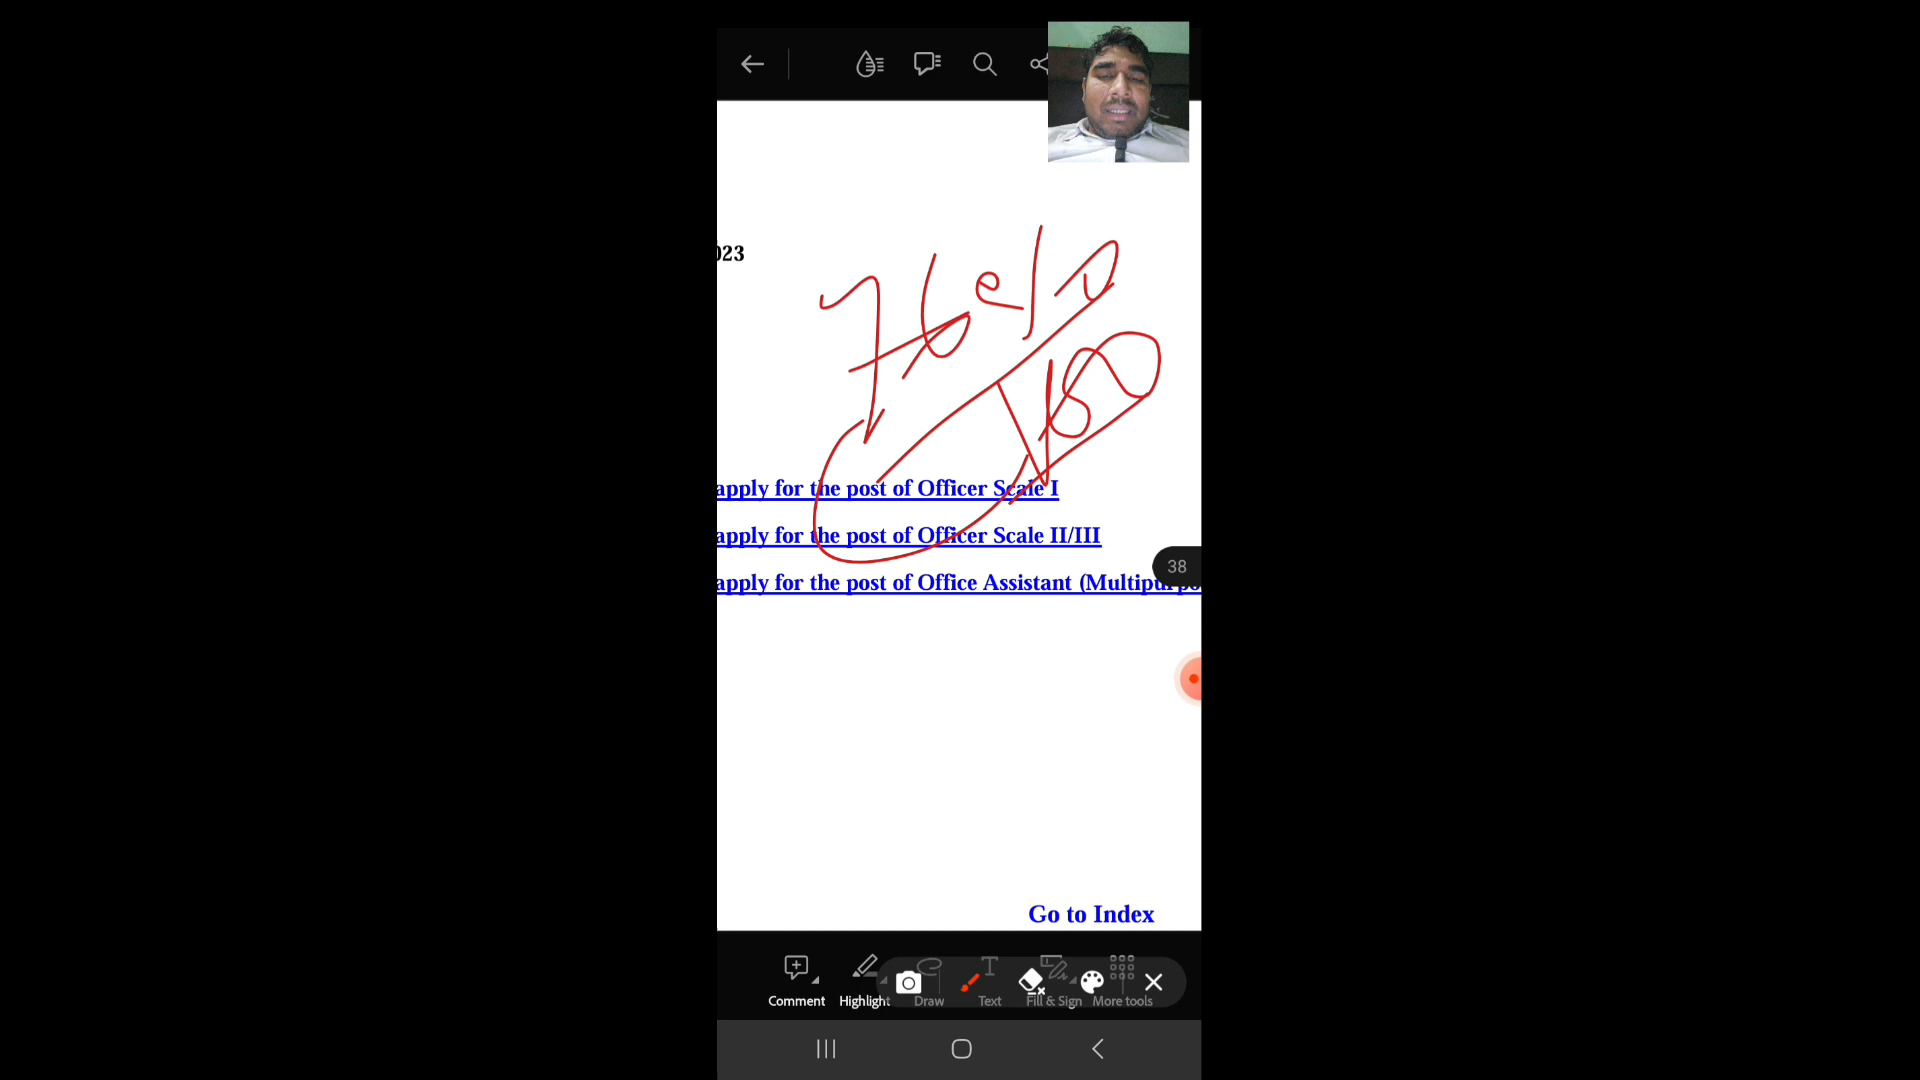 023
apply for the post of Officer Scale I
apply for the post of Officer Scale II/III
apply for the post of Office Assistant (Multipurpo
38
Go to Index
Comment
Highlight
Draw
Text
Fill & Sign
More tools